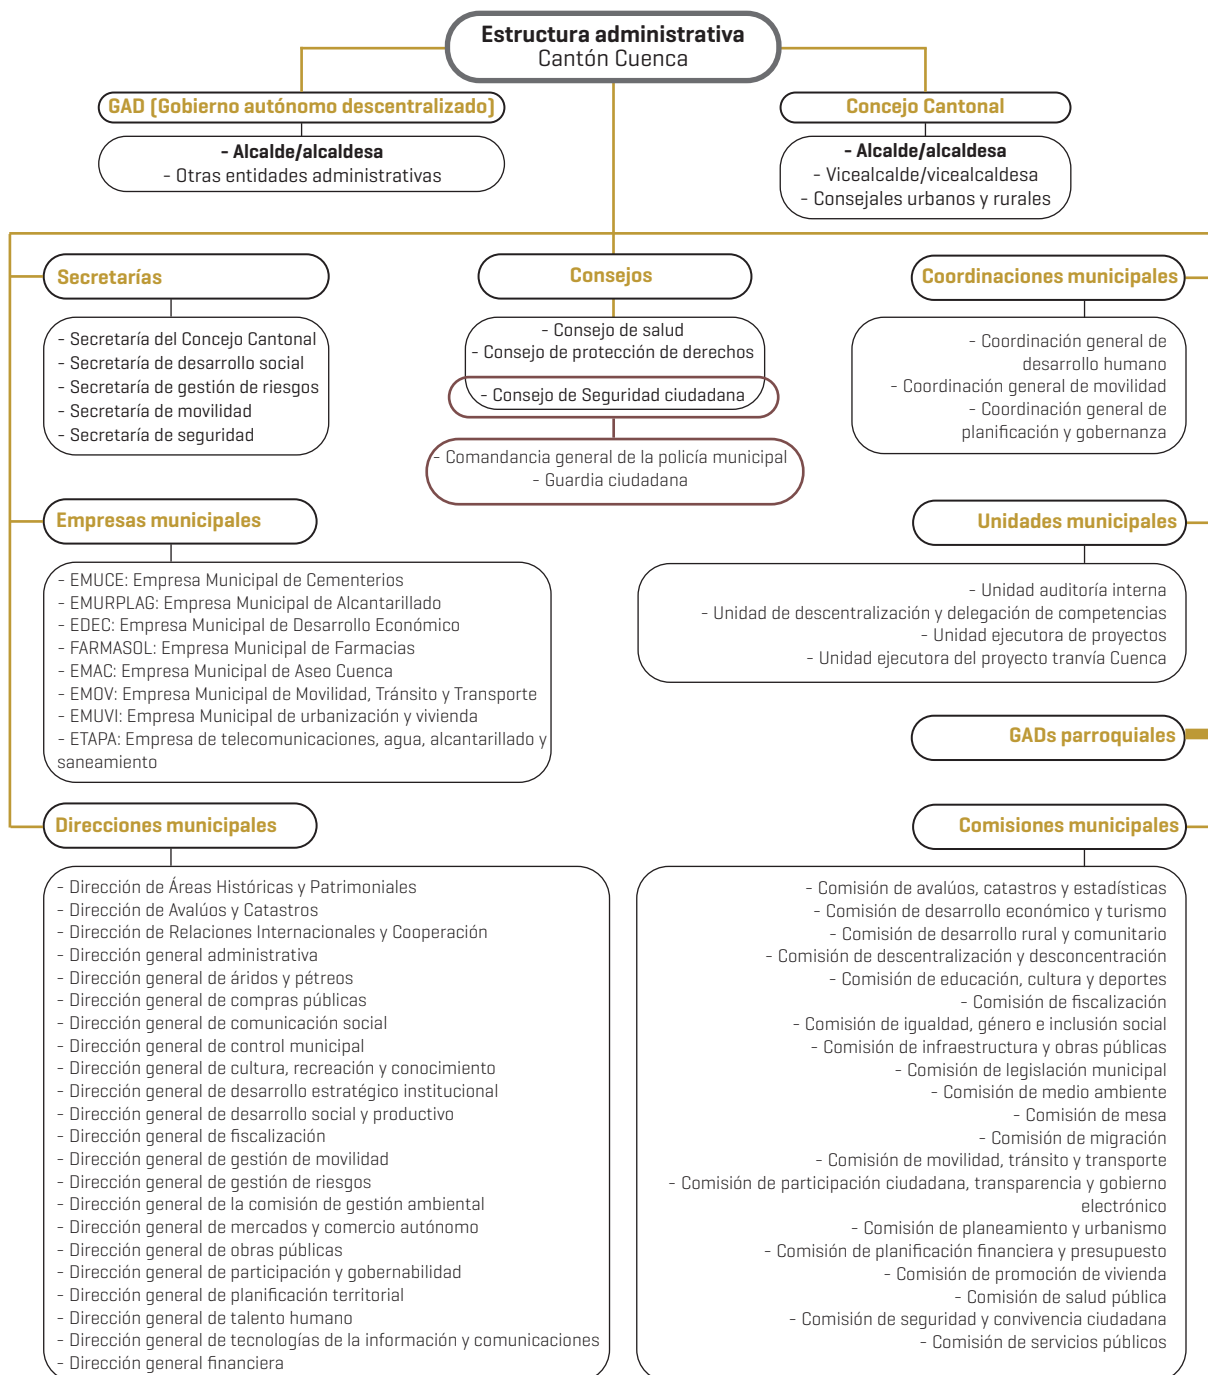 Estructura administrativa
Cantón Cuenca
GAD (Gobierno autónomo descentralizado)
- Alcalde/alcaldesa
- Otras entidades administrativas
Concejo Cantonal
- Alcalde/alcaldesa
- Vicealcalde/vicealcaldesa
- Consejales urbanos y rurales
Secretarías
- Secretaría del Concejo Cantonal
- Secretaría de desarrollo social
- Secretaría de gestión de riesgos
- Secretaría de movilidad
- Secretaría de seguridad
Consejos
- Consejo de salud
- Consejo de protección de derechos
- Consejo de Seguridad ciudadana
- Comandancia general de la policía municipal
- Guardia ciudadana
Coordinaciones municipales
- Coordinación general de
desarrollo humano
- Coordinación general de movilidad
- Coordinación general de
planificación y gobernanza
Empresas municipales
- EMUCE: Empresa Municipal de Cementerios
- EMURPLAG: Empresa Municipal de Alcantarillado
- EDEC: Empresa Municipal de Desarrollo Económico
- FARMASOL: Empresa Municipal de Farmacias
- EMAC: Empresa Municipal de Aseo Cuenca
- EMOV: Empresa Municipal de Movilidad, Tránsito y Transporte
- EMUVI: Empresa Municipal de urbanización y vivienda
- ETAPA: Empresa de telecomunicaciones, agua, alcantarillado y
saneamiento
Unidades municipales
- Unidad auditoría interna
- Unidad de descentralización y delegación de competencias
- Unidad ejecutora de proyectos
- Unidad ejecutora del proyecto tranvía Cuenca
GADs parroquiales
Direcciones municipales
- Dirección de Áreas Históricas y Patrimoniales
- Dirección de Avalúos y Catastros
- Dirección de Relaciones Internacionales y Cooperación
- Dirección general administrativa
- Dirección general de áridos y pétreos
- Dirección general de compras públicas
- Dirección general de comunicación social
- Dirección general de control municipal
- Dirección general de cultura, recreación y conocimiento
- Dirección general de desarrollo estratégico institucional
- Dirección general de desarrollo social y productivo
- Dirección general de fiscalización
- Dirección general de gestión de movilidad
- Dirección general de gestión de riesgos
- Dirección general de la comisión de gestión ambiental
- Dirección general de mercados y comercio autónomo
- Dirección general de obras públicas
- Dirección general de participación y gobernabilidad
- Dirección general de planificación territorial
- Dirección general de talento humano
- Dirección general de tecnologías de la información y comunicaciones
- Dirección general financiera
Comisiones municipales
- Comisión de avalúos, catastros y estadísticas
- Comisión de desarrollo económico y turismo
- Comisión de desarrollo rural y comunitario
- Comisión de descentralización y desconcentración
- Comisión de educación, cultura y deportes
- Comisión de fiscalización
- Comisión de igualdad, género e inclusión social
- Comisión de infraestructura y obras públicas
- Comisión de legislación municipal
- Comisión de medio ambiente
- Comisión de mesa
- Comisión de migración
- Comisión de movilidad, tránsito y transporte
- Comisión de participación ciudadana, transparencia y gobierno
electrónico
- Comisión de planeamiento y urbanismo
- Comisión de planificación financiera y presupuesto
- Comisión de promoción de vivienda
- Comisión de salud pública
- Comisión de seguridad y convivencia ciudadana
- Comisión de servicios públicos